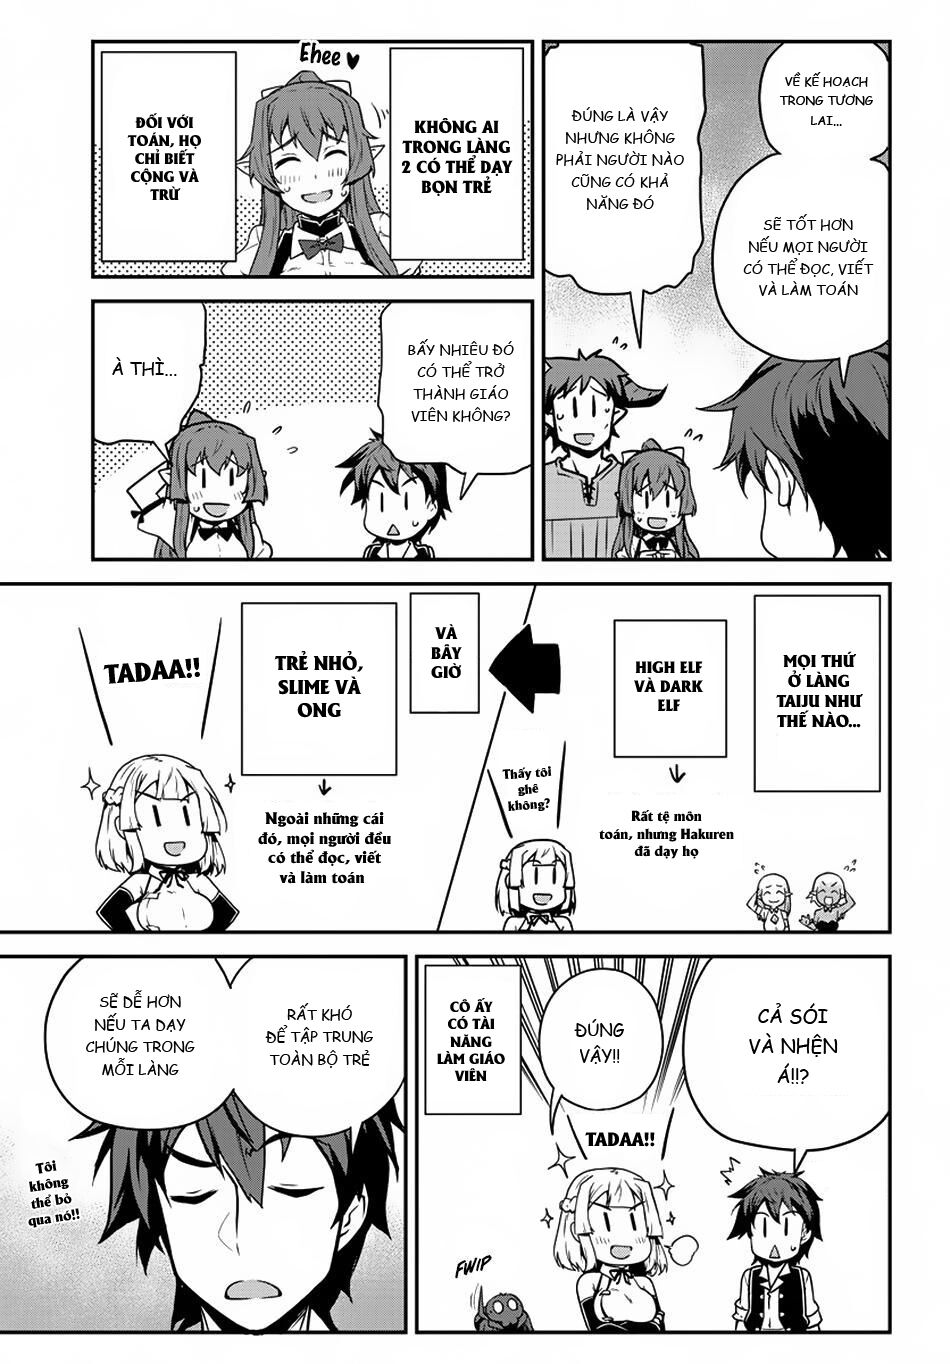 VỀ KẾ HOẠCH
TRONG TƯƠNG
LAI...
SẼ TỐT HƠN
NẾU MỌI NGƯỜI
CÓ THỂ ĐỌC, VIẾT
VÀ LÀM TOÁN
ĐÚNG LÀ VẬY
NHƯNG KHÔNG
PHẢI NGƯỜI NÀO
CŨNG CÓ KHẢ
NĂNG ĐÓ
KHÔNG AI
TRONG LÀNG
2 CÓ THỂ DẠY
BỌN TRẺ
Ehee ♥
ĐỐI VỚI
TOÁN, HỌ
CHỈ BIẾT
CỘNG VÀ
TRỪ
BẤY NHIÊU ĐÓ
CÓ THỂ TRỞ
THÀNH GIÁO
VIÊN KHÔNG?
À THÌ...
MỌI THỨ
Ở LÀNG
TAIJU NHƯ
THẾ NÀO...
HIGH ELF
VÀ DARK
ELF
Rất tệ môn
toán, nhưng Hakuren
đã dạy họ
Thấy tôi
ghê
không?
VÀ
BÂY
GIỜ
TRẺ NHỎ,
SLIME VÀ
ONG
Ngoài những cái
đó, mọi người đều
có thể đọc, viết
và làm toán
TADAA!!
CẢ SÓI
VÀ NHỆN
Á!!?
ĐÚNG
VẬY!!
TADAA!!
CÔ ẤY
CÓ TÀI
NĂNG
LÀM GIÁO
VIÊN
FWIP
RẤT KHÓ
ĐỂ TẬP TRUNG
TOÀN BỘ TRẺ
SẼ DỄ HƠN
NẾU TA DẠY
CHÚNG TRONG
MỖI LÀNG
Tôi
không
thể bỏ
qua nó!!